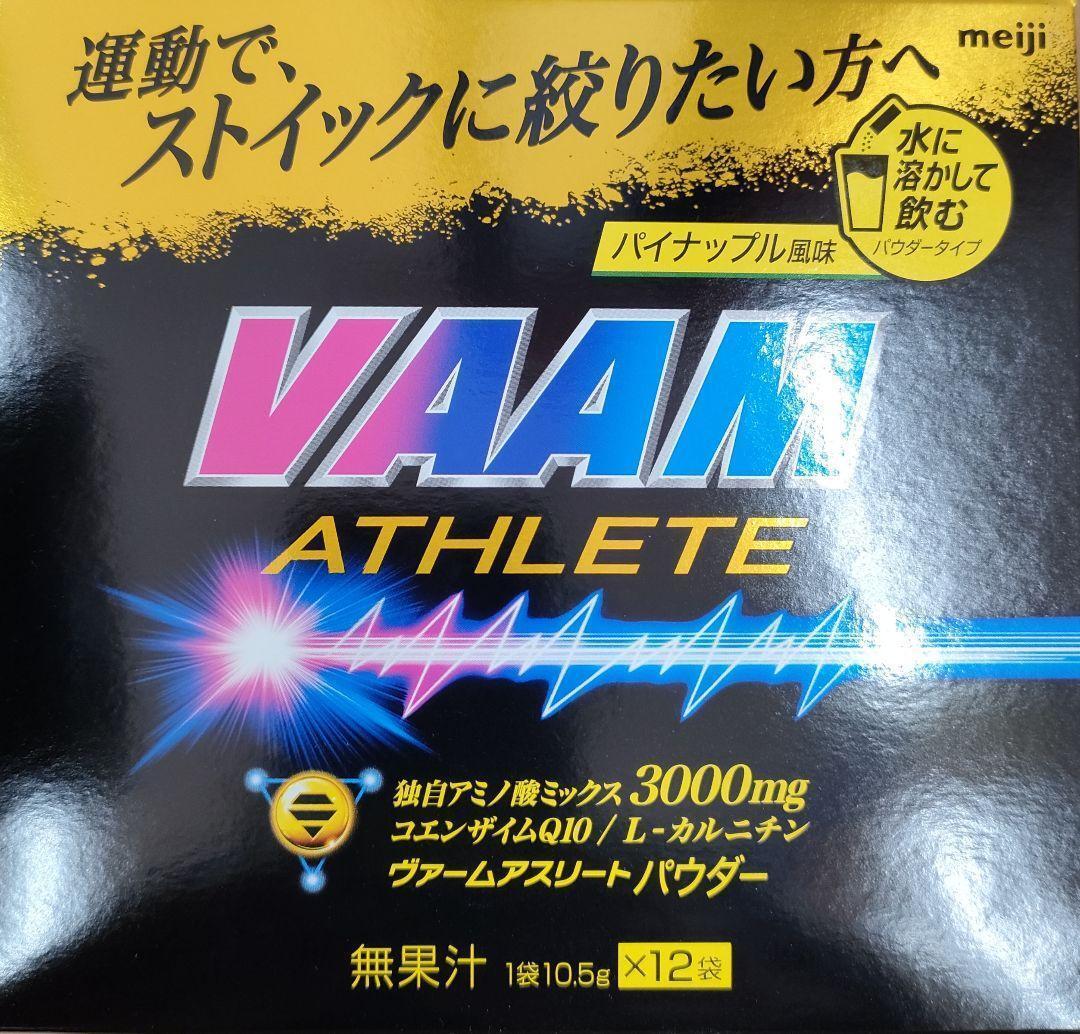 meiji
運動で、
ストイックに絞りたい方へ
水に
溶かして
飲む
パウダータイプ
パイナップル風味
VAAM
ATHLETE
独自アミノ酸ミックス 3000mg
コエンザイムQ10 / L-カルニチン
ヴァームアスリートパウダー
無果汁 1袋10.5g ×12袋